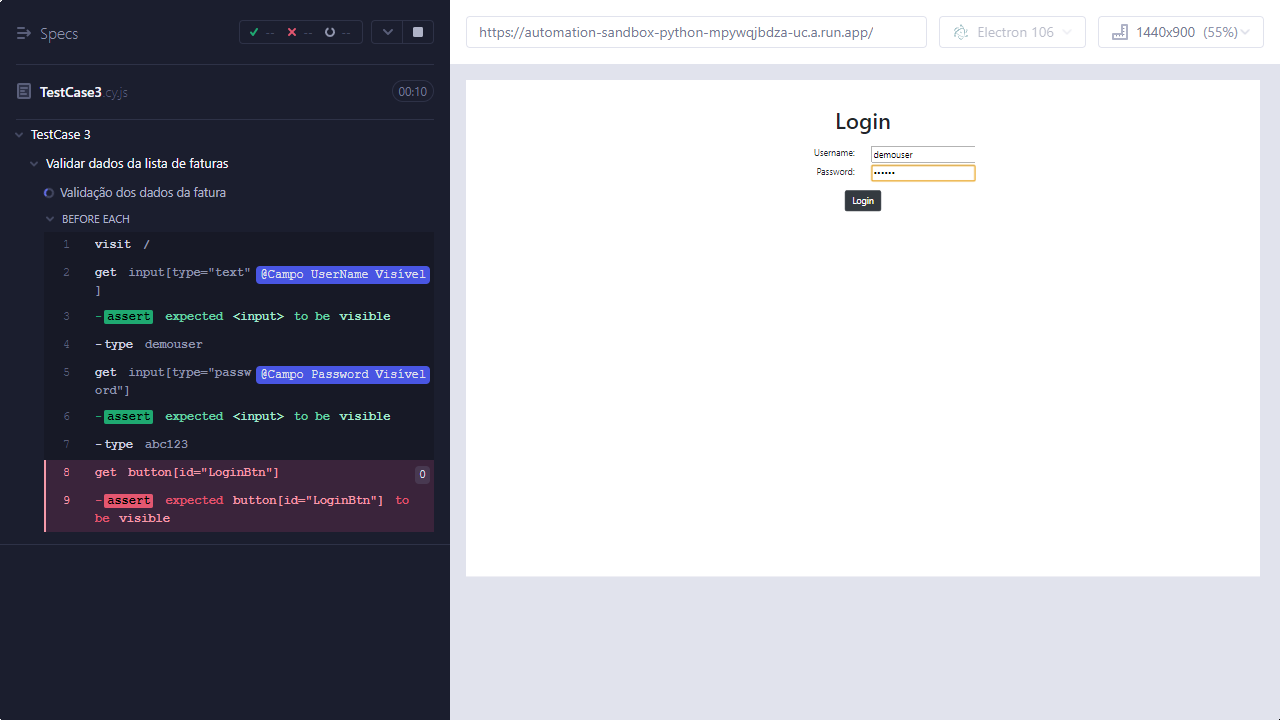 Specs
-- -- --
TestCase3.cy.js 00:10
TestCase 3
Validar dados da lista de faturas
Validação dos dados da fatura
BEFORE EACH
1 visit /
2 get input[type="text" @Campo UserName Visível
]
3 -assert expected <input> to be visible
4 -type demouser
5 get input[type="passw @Campo Password Visível
ord"]
6 -assert expected <input> to be visible
7 -type abc123
8 get button[id="LoginBtn"] 0
9 -assert expected button[id="LoginBtn"] to
be visible
https://automation-sandbox-python-mpywqjbdza-uc.a.run.app/
Electron 106
1440x900 (55%)
Login
Username: demouser
Password: ••••••
Login